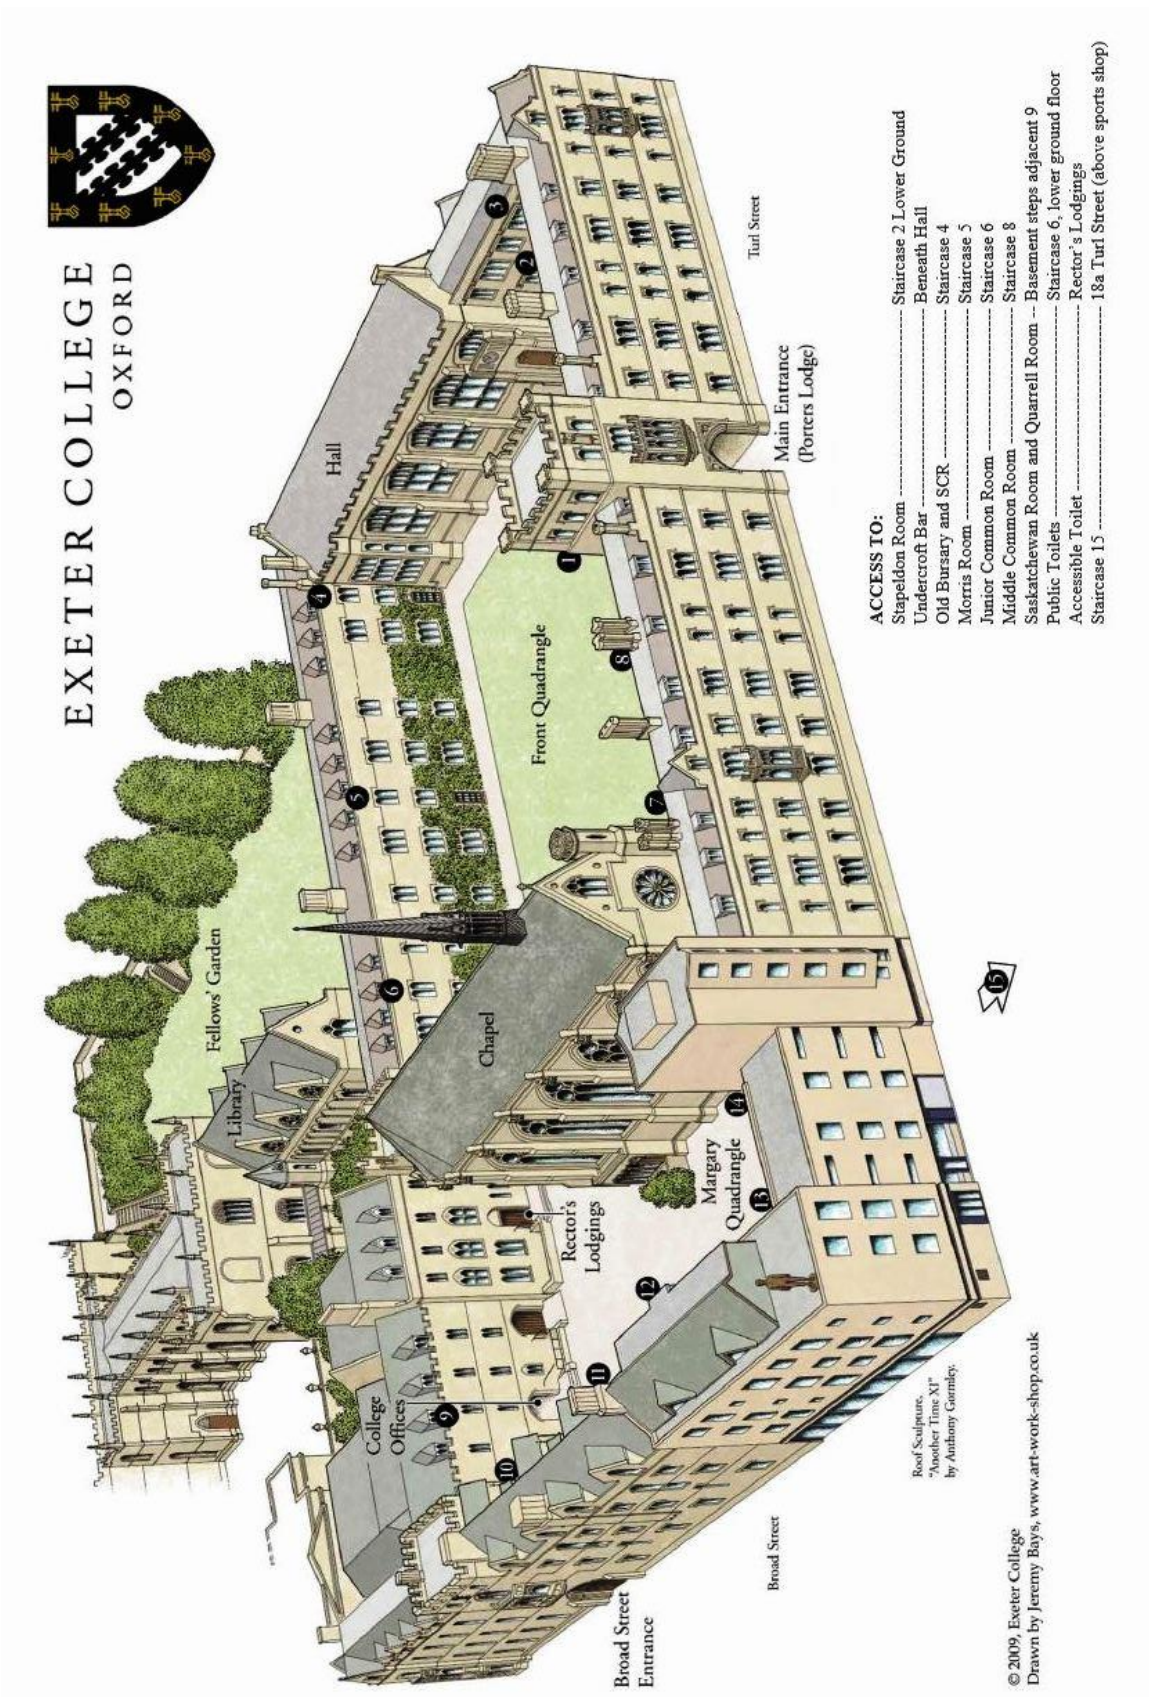 EXETER COLLEGE
OXFORD
Hall
Fellows' Garden
Library
Front Quadrangle
Chapel
College
Offices
Rector's
Lodgings
Margary
Quadrangle
Turl Street
Main Entrance
(Porters Lodge)
Broad Street
Entrance
Broad Street
1
2
3
4
5
6
7
8
9
10
11
12
13
14
15
Roof Sculpture,
"Another Time XI"
by Anthony Gormley.
ACCESS TO:
Stapeldon Room ---------- Staircase 2 Lower Ground
Undercroft Bar ---------- Beneath Hall
Old Bursary and SCR ---------- Staircase 4
Morris Room ---------- Staircase 5
Junior Common Room ---------- Staircase 6
Middle Common Room ---------- Staircase 8
Saskatchewan Room and Quarrell Room -- Basement steps adjacent 9
Public Toilets ---------- Staircase 6, lower ground floor
Accessible Toilet ---------- Rector's Lodgings
Staircase 15 ---------- 18a Turl Street (above sports shop)
© 2009, Exeter College
Drawn by Jeremy Bays, www.art-work-shop.co.uk